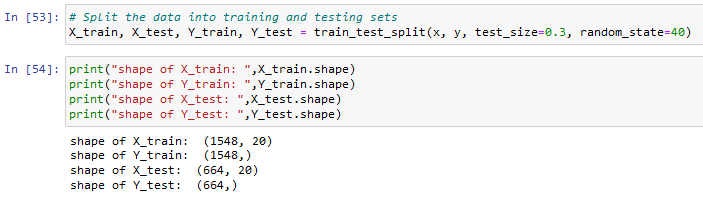 In [53]: # Split the data into training and testing sets
X_train, X_test, Y_train, Y_test = train_test_split(x, y, test_size=0.3, random_state=40)
In [54]: print("shape of X_train: ",X_train.shape)
print("shape of Y_train: ",Y_train.shape)
print("shape of X_test: ",X_test.shape)
print("shape of Y_test: ",Y_test.shape)
shape of X_train:  (1548, 20)
shape of Y_train:  (1548,)
shape of X_test:  (664, 20)
shape of Y_test:  (664,)